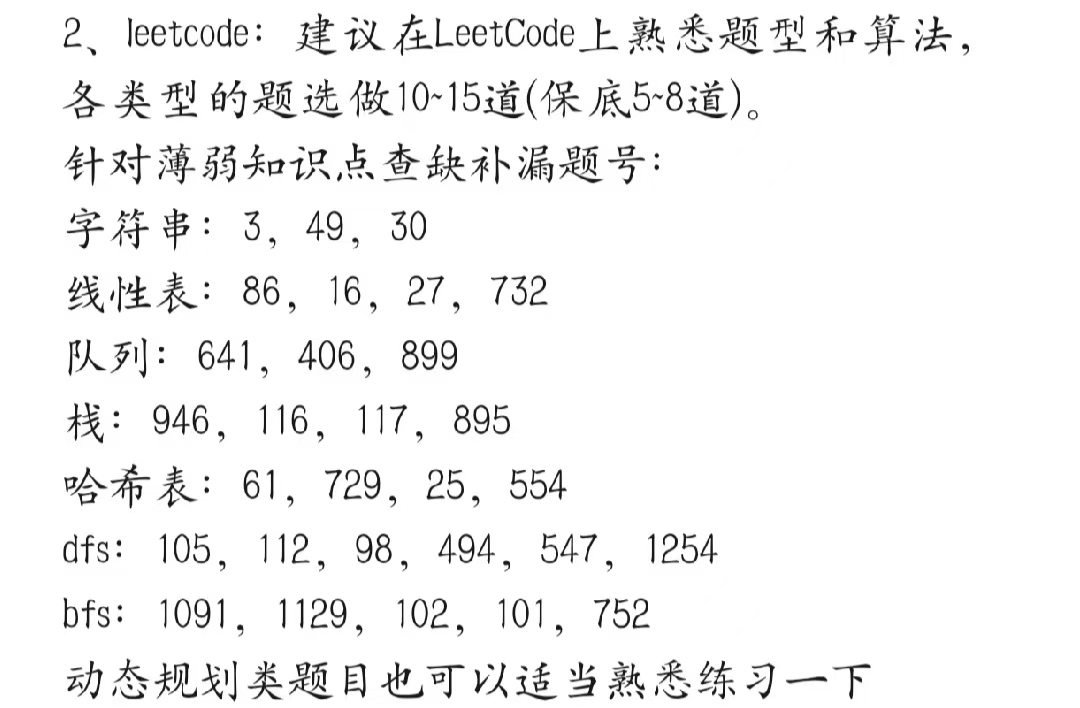 2、leetcode: 建议在LeetCode上熟悉题型和算法,
各类型的题选做10~15道(保底5~8道)。
针对薄弱知识点查缺补漏题号:
字符串: 3, 49, 30
线性表: 86, 16, 27, 732
队列: 641, 406, 899
栈: 946, 116, 117, 895
哈希表: 61, 729, 25, 554
dfs: 105, 112, 98, 494, 547, 1254
bfs: 1091, 1129, 102, 101, 752
动态规划类题目也可以适当熟悉练习一下